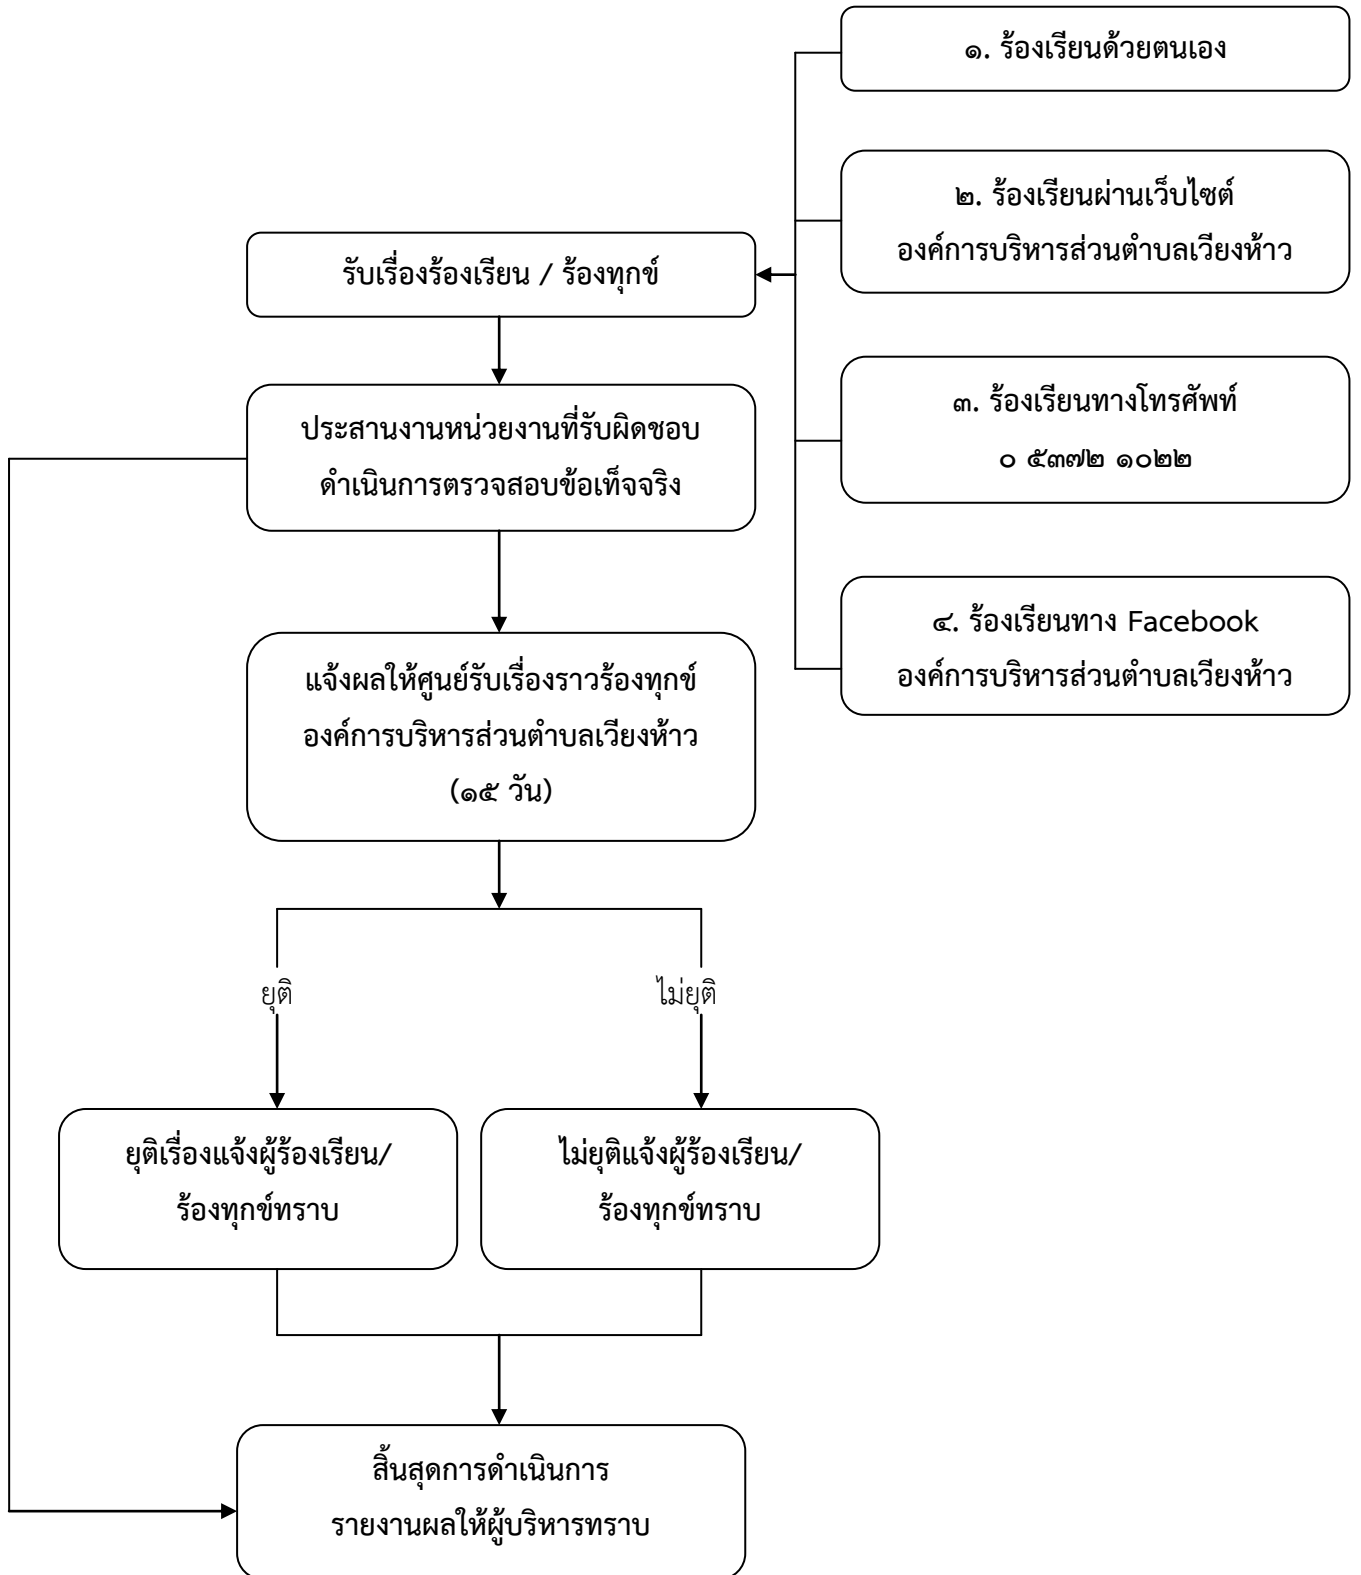 ๑. ร้องเรียนด้วยตนเอง
๒. ร้องเรียนผ่านเว็บไซต์
องค์การบริหารส่วนตำบลเวียงห้าว
รับเรื่องร้องเรียน / ร้องทุกข์
๓. ร้องเรียนทางโทรศัพท์
๐ ๕๓๗๒ ๑๐๒๒
ประสานงานหน่วยงานที่รับผิดชอบ
ดำเนินการตรวจสอบข้อเท็จจริง
๔. ร้องเรียนทาง Facebook
องค์การบริหารส่วนตำบลเวียงห้าว
แจ้งผลให้ศูนย์รับเรื่องราวร้องทุกข์
องค์การบริหารส่วนตำบลเวียงห้าว
(๑๕ วัน)
ยุติ
ไม่ยุติ
ยุติเรื่องแจ้งผู้ร้องเรียน/
ร้องทุกข์ทราบ
ไม่ยุติแจ้งผู้ร้องเรียน/
ร้องทุกข์ทราบ
สิ้นสุดการดำเนินการ
รายงานผลให้ผู้บริหารทราบ